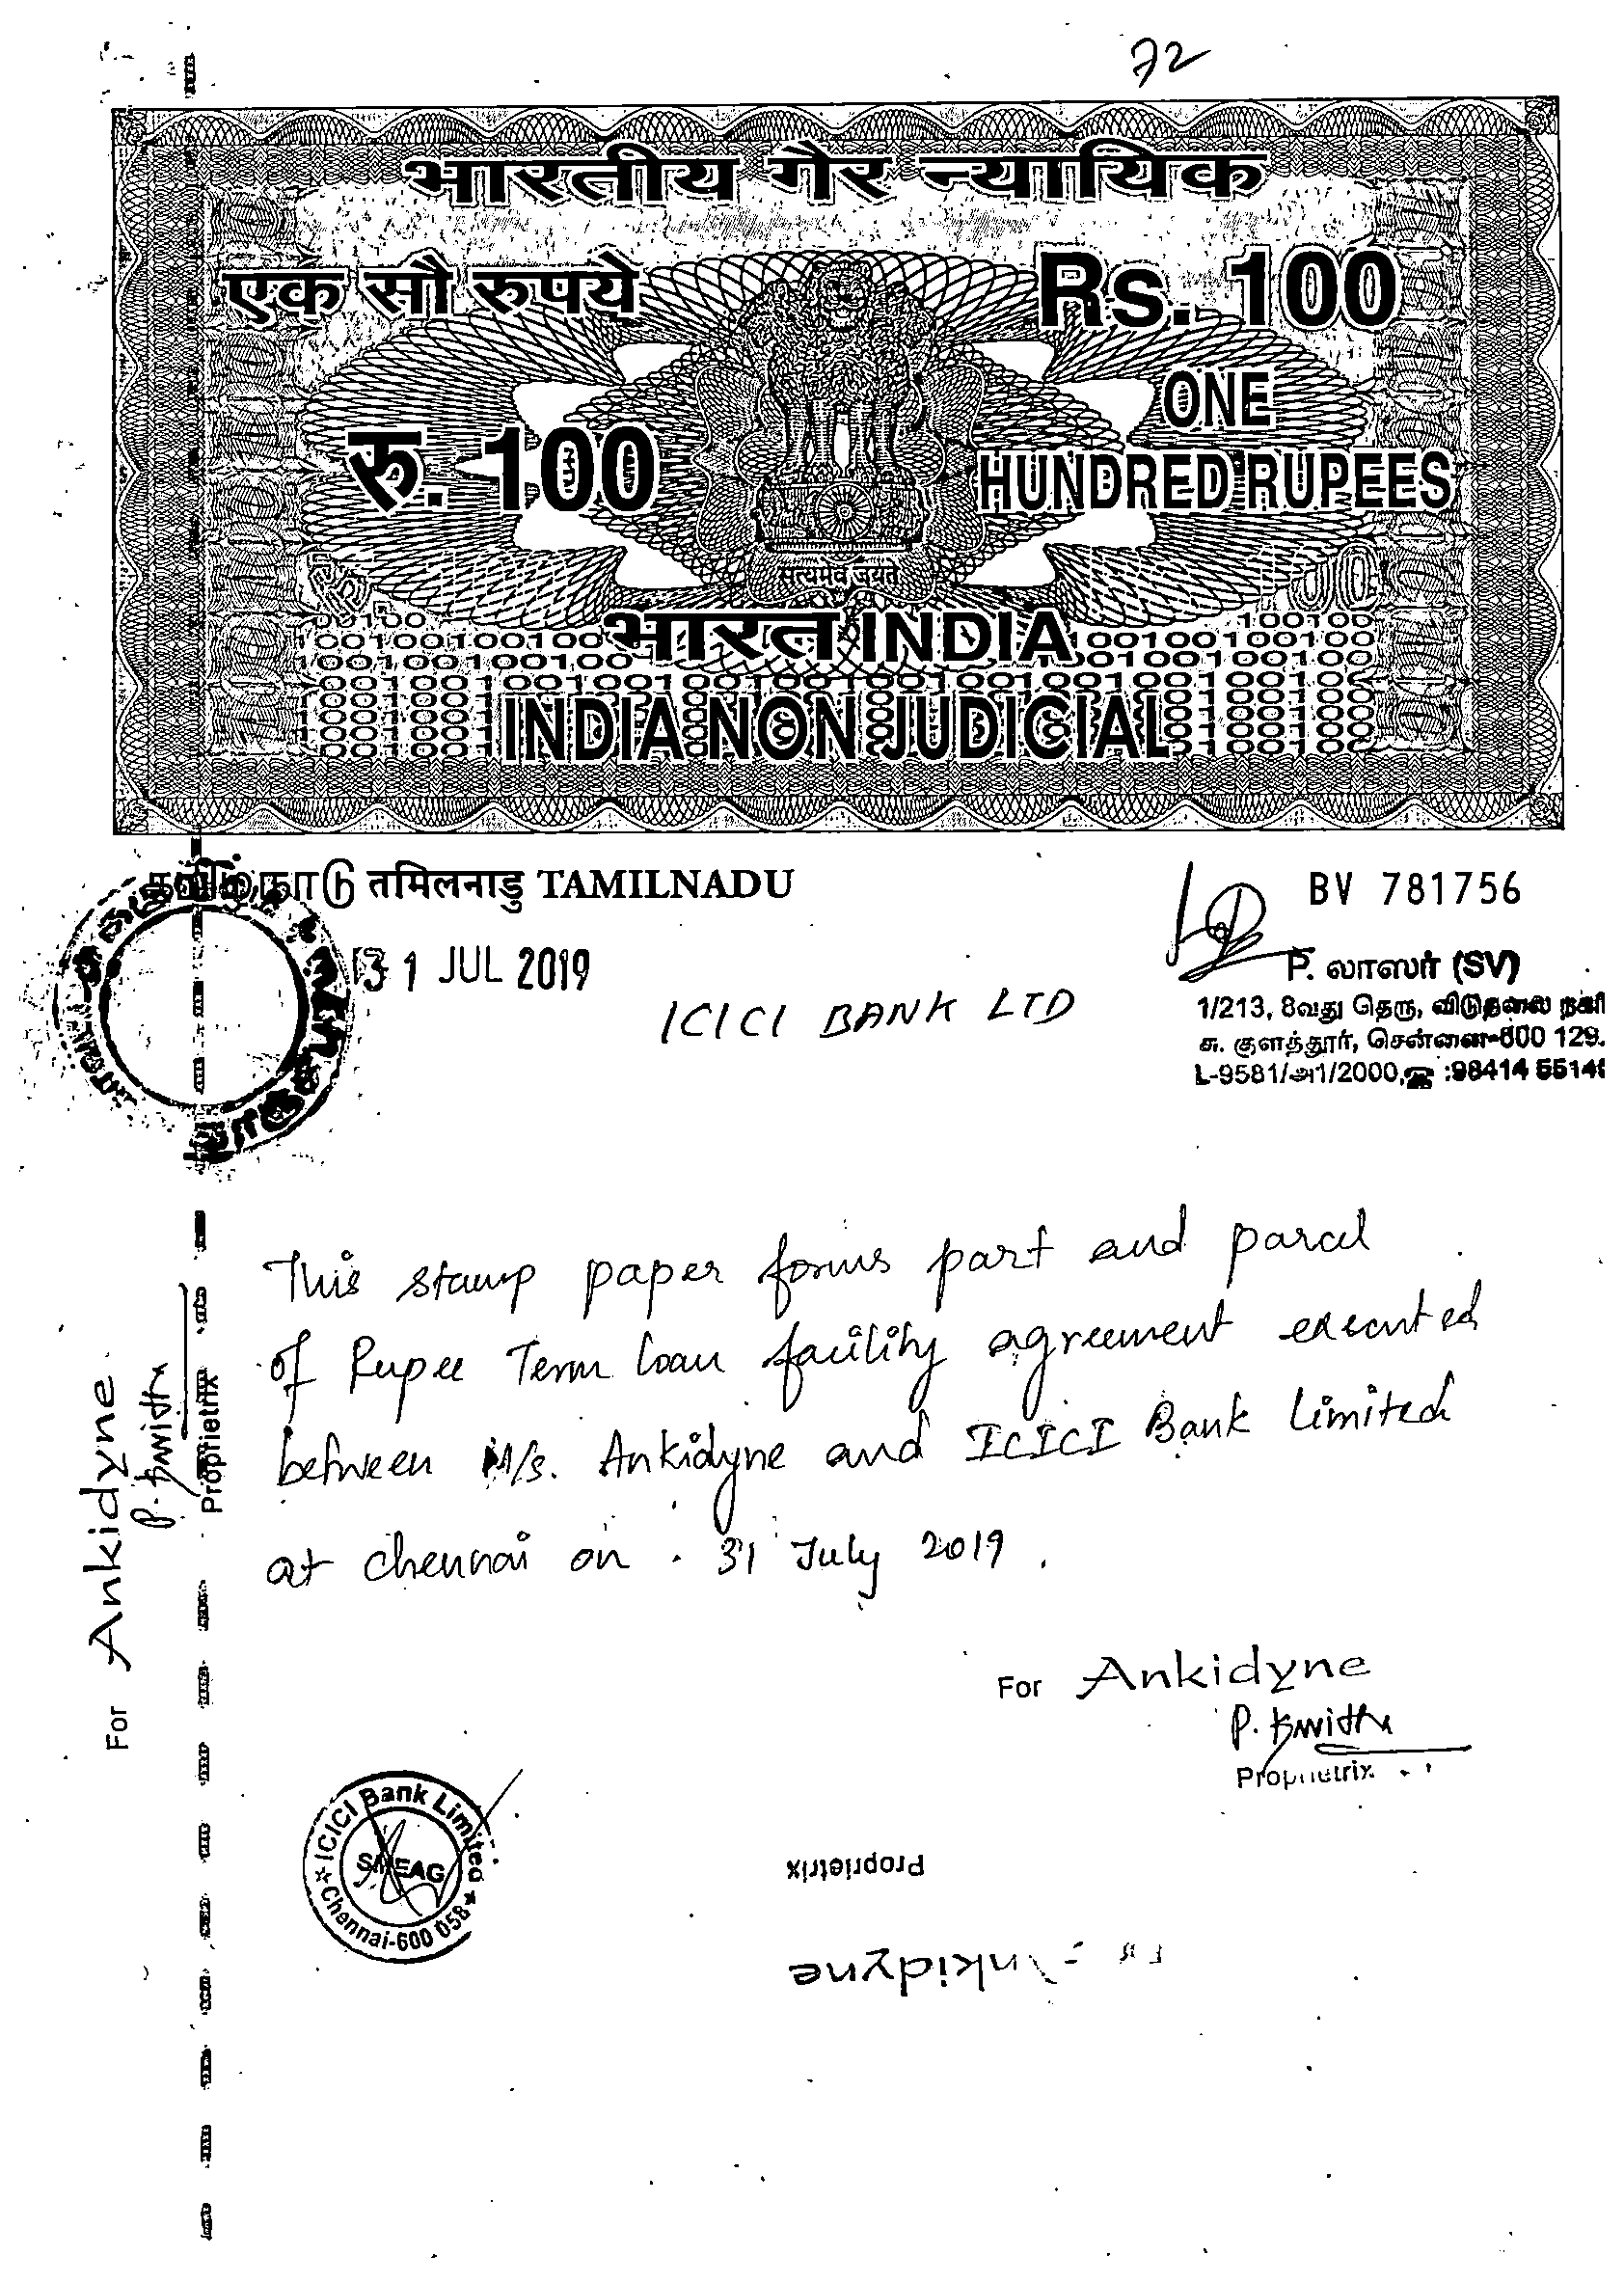 72
भारतीय गैर न्यायिक
एक सौ रुपये
Rs. 100
रु. 100
ONE
HUNDRED RUPEES
सत्यमेव जयते
भारत INDIA
INDIA NON JUDICIAL
தமிழ்நாடு तमिलनाडु TAMILNADU
BV 781756
31 JUL 2019
ICICI BANK LTD
P. லாஸர் (SV)
1/213, 8வது தெரு, விடுதலை நகர்
சு. குளத்தூர், சென்னை-600 129.
L-9581/அ1/2000, ☎ :98414 5514
This stamp paper forms part and parcel
of Rupee Term loan facility agreement executed
between M/s. Ankidyne and ICICI Bank Limited
at chennai on 31 July 2019.
For Ankidyne
P. Kavitha
Proprietrix
For Ankidyne
P. Kavitha
Proprietrix
ICICI Bank Limited
SMEAG
Chennai-600 058
Proprietrix
Ankidyne